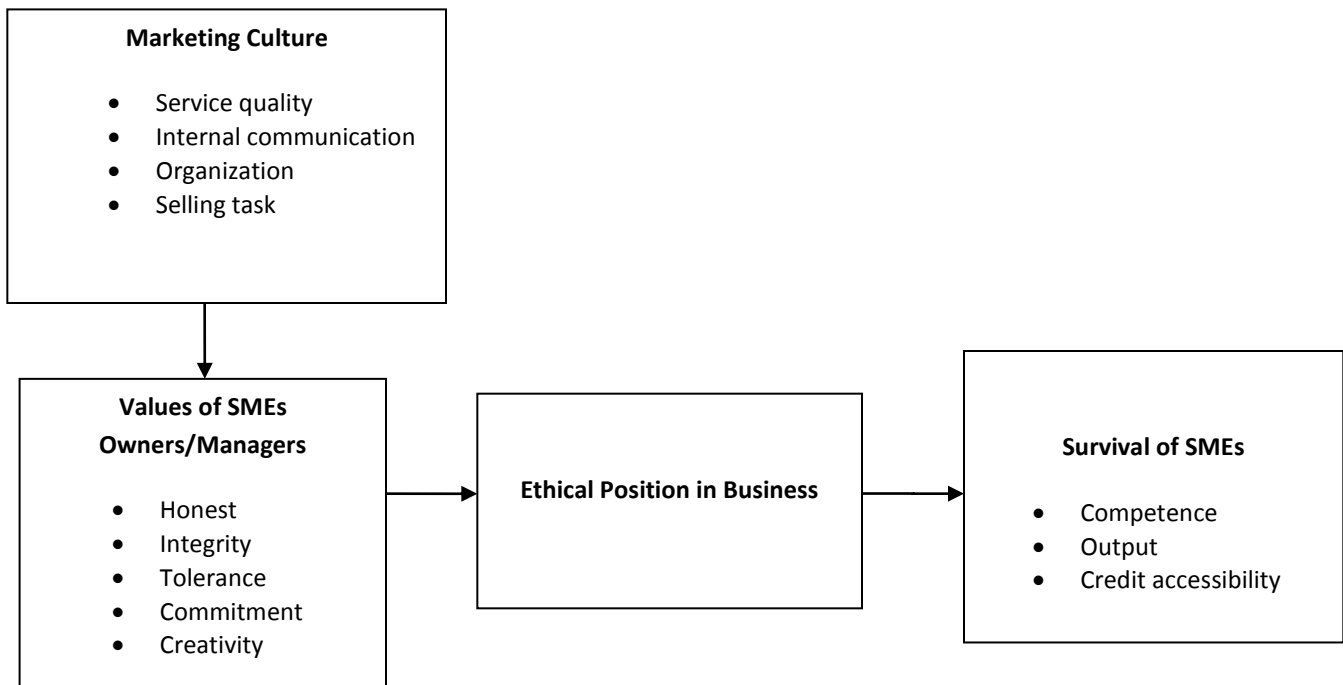 Marketing Culture
• Service quality
• Internal communication
• Organization
• Selling task
Values of SMEs
Owners/Managers
• Honest
• Integrity
• Tolerance
• Commitment
• Creativity
Ethical Position in Business
Survival of SMEs
• Competence
• Output
• Credit accessibility